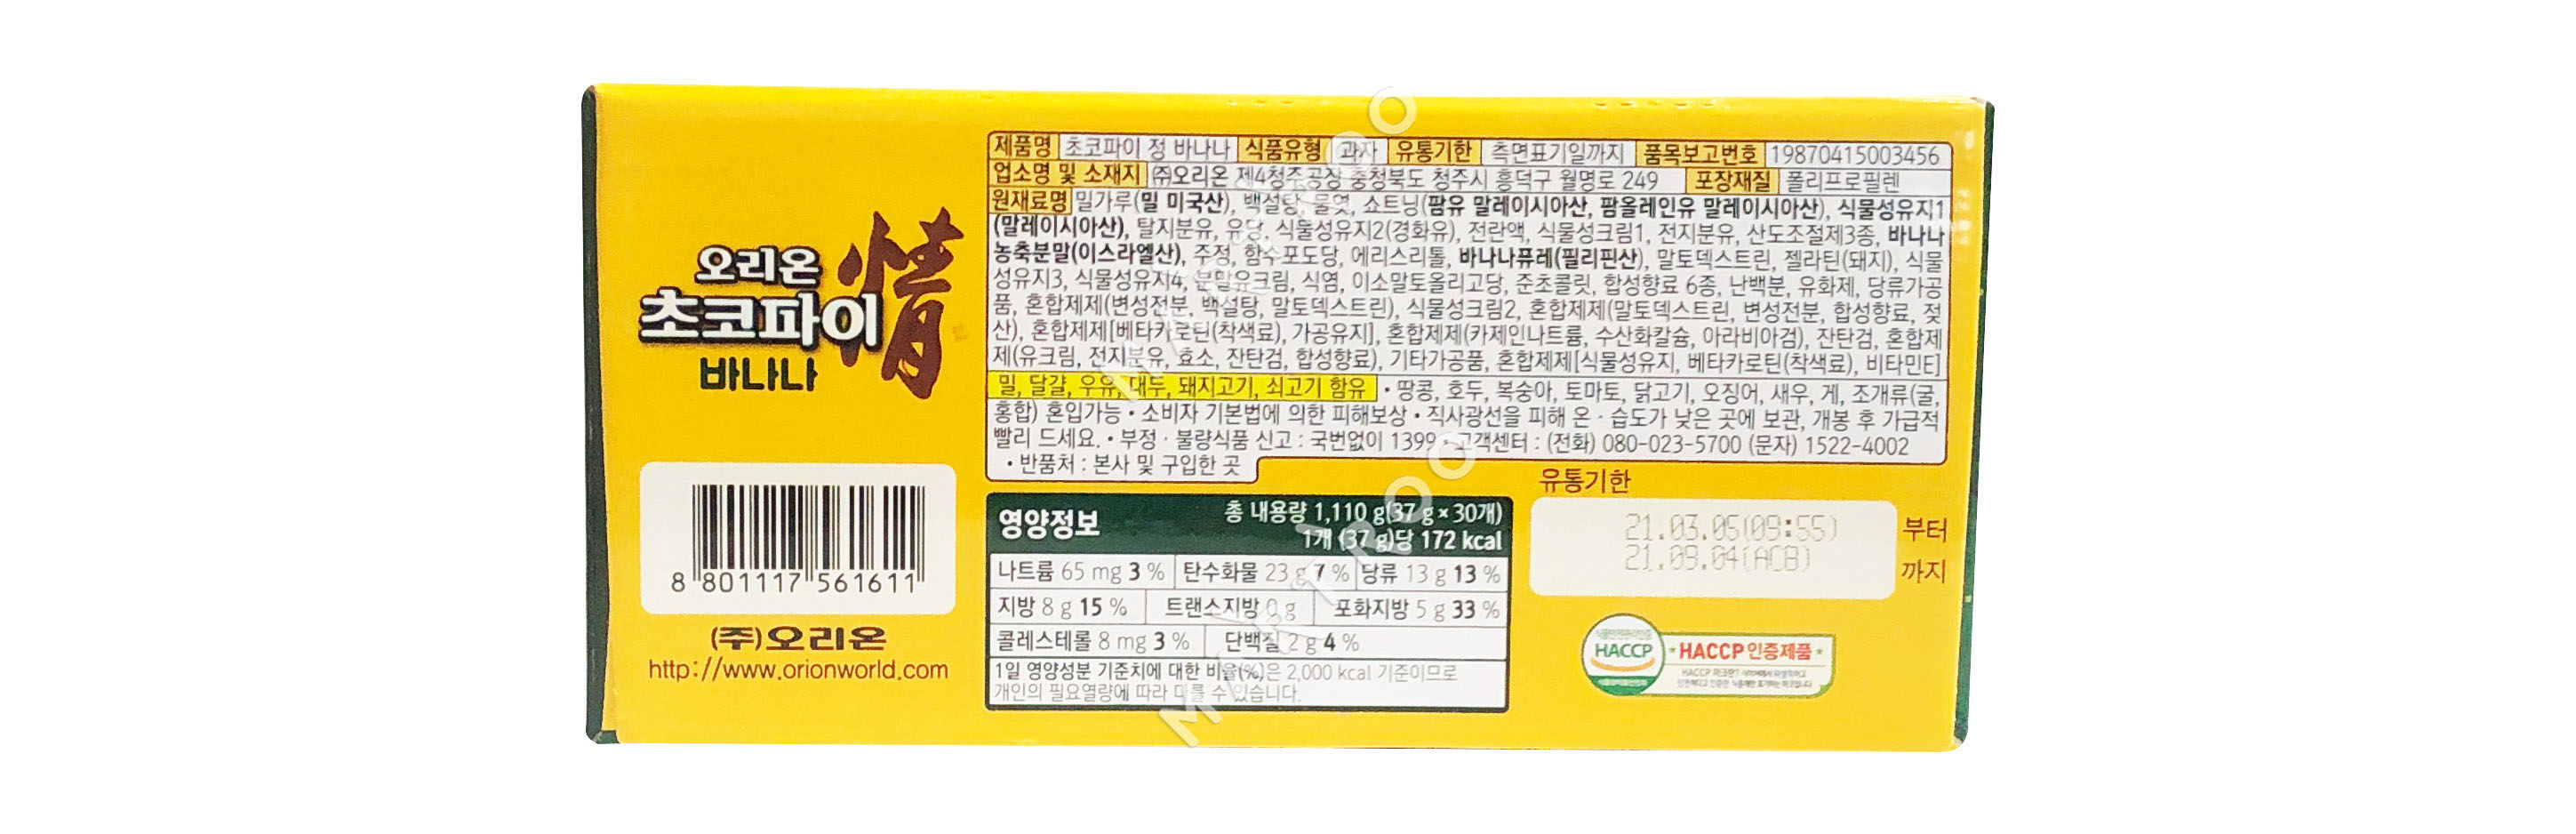 오리온
초코파이 情
바나나
8 801117 561611
(주)오리온
http://www.orionworld.com
제품명 초코파이 정 바나나 식품유형 과자 유통기한 측면표기일까지 품목보고번호 19870415003456
업소명 및 소재지 ㈜오리온 제4청주공장 충청북도 청주시 흥덕구 월명로 249 포장재질 폴리프로필렌
원재료명 밀가루(밀 미국산), 백설탕, 물엿, 쇼트닝(팜유 말레이시아산, 팜올레인유 말레이시아산), 식물성유지1
(말레이시아산), 탈지분유, 유당, 식물성유지2(경화유), 전란액, 식물성크림1, 전지분유, 산도조절제3종, 바나나
농축분말(이스라엘산), 주정, 함수포도당, 에리스리톨, 바나나퓨레(필리핀산), 말토덱스트린, 젤라틴(돼지), 식물
성유지3, 식물성유지4, 분말유크림, 식염, 이소말토올리고당, 준초콜릿, 합성향료 6종, 난백분, 유화제, 당류가공
품, 혼합제제(변성전분, 백설탕, 말토덱스트린), 식물성크림2, 혼합제제(말토덱스트린, 변성전분, 합성향료, 젖
산), 혼합제제[베타카로틴(착색료), 가공유지], 혼합제제(카제인나트륨, 수산화칼슘, 아라비아검), 잔탄검, 혼합제
제(유크림, 전지분유, 효소, 잔탄검, 합성향료), 기타가공품, 혼합제제[식물성유지, 베타카로틴(착색료), 비타민E]
밀, 달걀, 우유, 대두, 돼지고기, 쇠고기 함유 • 땅콩, 호두, 복숭아, 토마토, 닭고기, 오징어, 새우, 게, 조개류(굴,
홍합) 혼입가능 • 소비자 기본법에 의한 피해보상 • 직사광선을 피해 온 · 습도가 낮은 곳에 보관, 개봉 후 가급적
빨리 드세요. • 부정 · 불량식품 신고 : 국번없이 1399 • 고객센터 : (전화) 080-023-5700 (문자) 1522-4002
• 반품처 : 본사 및 구입한 곳
영양정보 총 내용량 1,110 g(37 g × 30개)
1개 (37 g)당 172 kcal
나트륨 65 mg 3 % 탄수화물 23 g 7 % 당류 13 g 13 %
지방 8 g 15 % 트랜스지방 0 g 포화지방 5 g 33 %
콜레스테롤 8 mg 3 % 단백질 2 g 4 %
1일 영양성분 기준치에 대한 비율(%)은 2,000 kcal 기준이므로
개인의 필요열량에 따라 다를 수 있습니다.
유통기한
21.03.05(09:55) 부터
21.09.04(ACB) 까지
HACCP
HACCP 인증제품